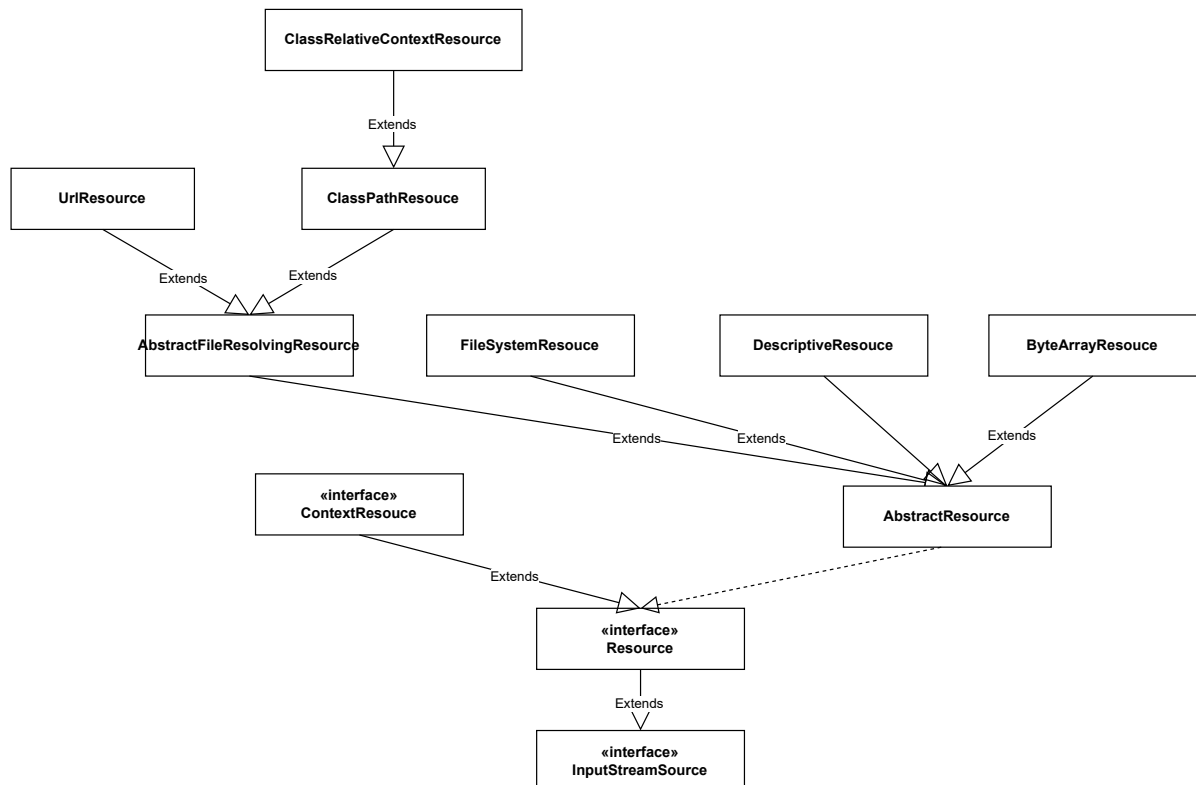 ClassRelativeContextResource
Extends
UrlResource
ClassPathResouce
Extends
Extends
AbstractFileResolvingResource
FileSystemResouce
DescriptiveResouce
ByteArrayResouce
Extends
Extends
Extends
«interface»
ContextResouce
AbstractResource
Extends
«interface»
Resource
Extends
«interface»
InputStreamSource